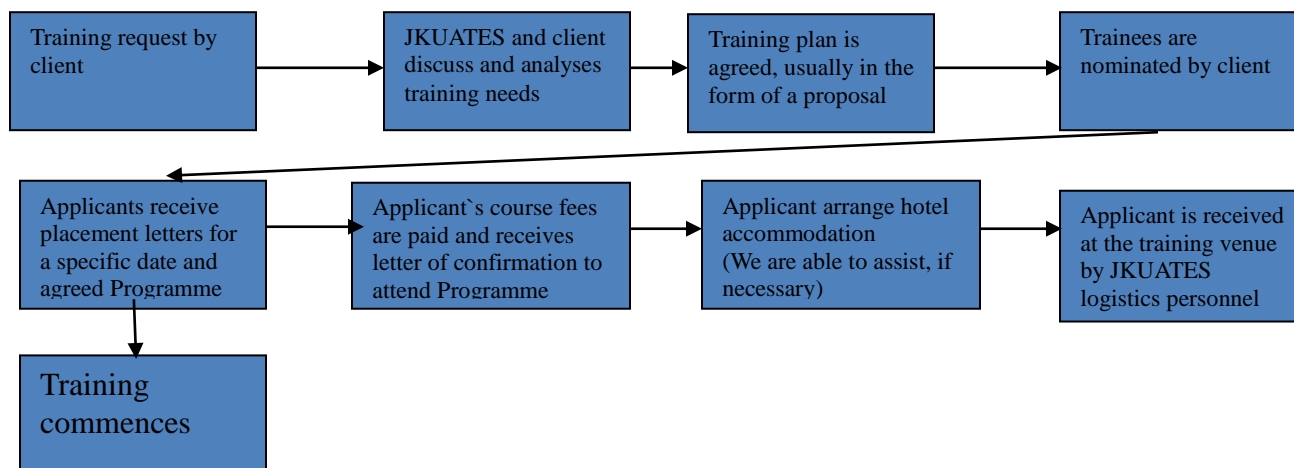 Training request by
client
JKUATES and client
discuss and analyses
training needs
Training plan is
agreed, usually in the
form of a proposal
Trainees are
nominated by client
Applicants receive
placement letters for
a specific date and
agreed Programme
Applicant`s course fees
are paid and receives
letter of confirmation to
attend Programme
Applicant arrange hotel
accommodation
(We are able to assist, if
necessary)
Applicant is received
at the training venue
by JKUATES
logistics personnel
Training
commences